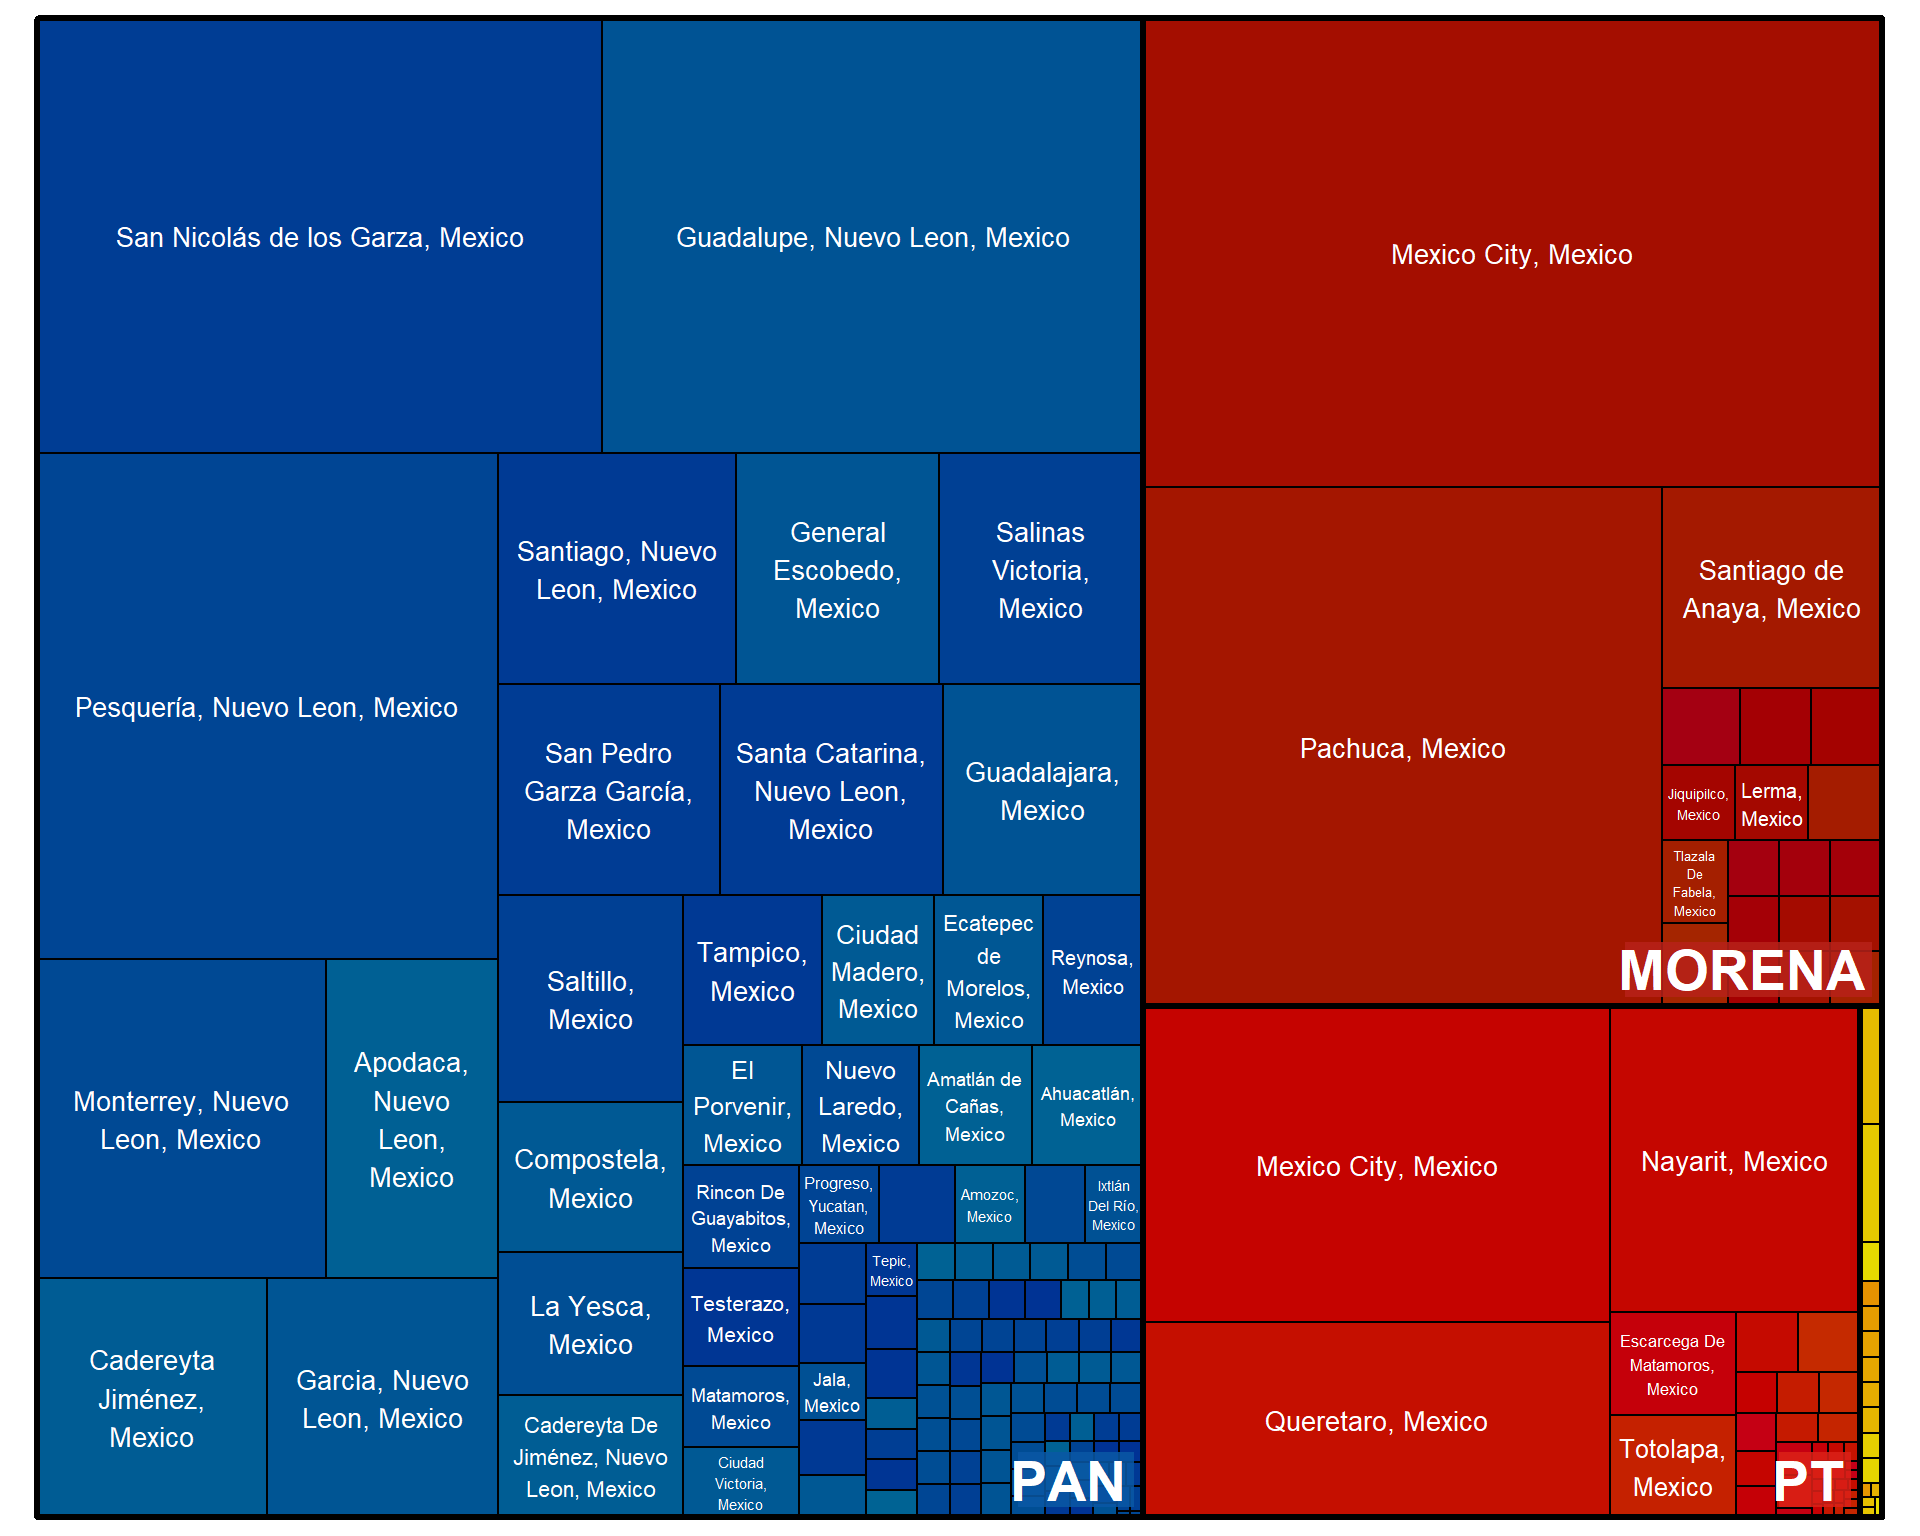 San Nicolás de los Garza, Mexico
Guadalupe, Nuevo Leon, Mexico
Pesquería, Nuevo Leon, Mexico
Santiago, Nuevo
Leon, Mexico
General
Escobedo,
Mexico
Salinas
Victoria,
Mexico
San Pedro
Garza García,
Mexico
Santa Catarina,
Nuevo Leon,
Mexico
Guadalajara,
Mexico
Monterrey, Nuevo
Leon, Mexico
Apodaca,
Nuevo
Leon,
Mexico
Cadereyta
Jiménez,
Mexico
Garcia, Nuevo
Leon, Mexico
Saltillo,
Mexico
Compostela,
Mexico
La Yesca,
Mexico
Cadereyta De
Jiménez, Nuevo
Leon, Mexico
Tampico,
Mexico
Ciudad
Madero,
Mexico
Ecatepec
de
Morelos,
Mexico
Reynosa,
Mexico
El
Porvenir,
Mexico
Nuevo
Laredo,
Mexico
Amatlán de
Cañas,
Mexico
Ahuacatlán,
Mexico
Rincon De
Guayabitos,
Mexico
Testerazo,
Mexico
Matamoros,
Mexico
Ciudad
Victoria,
Mexico
Progreso,
Yucatan,
Mexico
Amozoc,
Mexico
Ixtlán
Del Río,
Mexico
Tepic,
Mexico
Jala,
Mexico
PAN
Mexico City, Mexico
Pachuca, Mexico
Santiago de
Anaya, Mexico
Jiquipilco,
Mexico
Lerma,
Mexico
Tlazala
De
Fabela,
Mexico
MORENA
Mexico City, Mexico
Nayarit, Mexico
Queretaro, Mexico
Escarcega De
Matamoros,
Mexico
Totolapa,
Mexico
PT